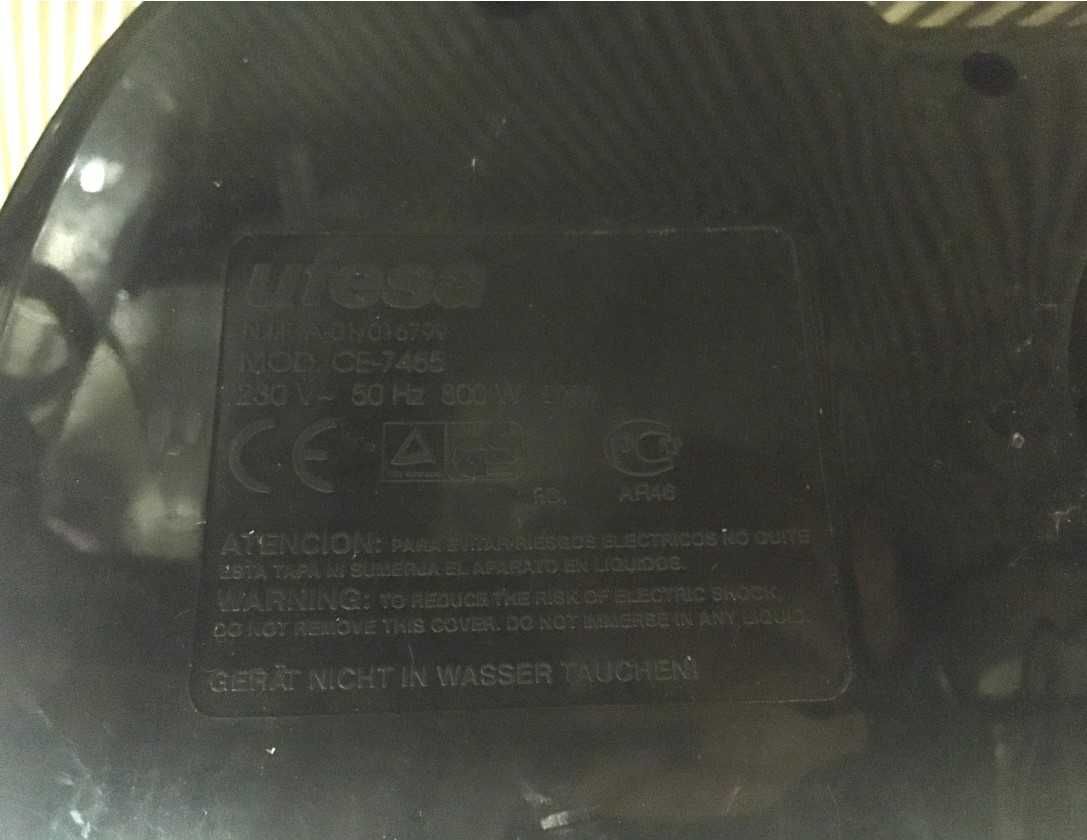 ufesa
MOD. CE-7465
230 V~ 50 Hz 800 W
CE
AR46
ATENCION: PARA EVITAR RIESGOS ELECTRICOS NO QUITE
ESTA TAPA NI SUMERJA EL APARATO EN LIQUIDOS.
WARNING: TO REDUCE THE RISK OF ELECTRIC SHOCK,
DO NOT REMOVE THIS COVER. DO NOT IMMERSE IN ANY LIQUID.
GERÄT NICHT IN WASSER TAUCHEN!